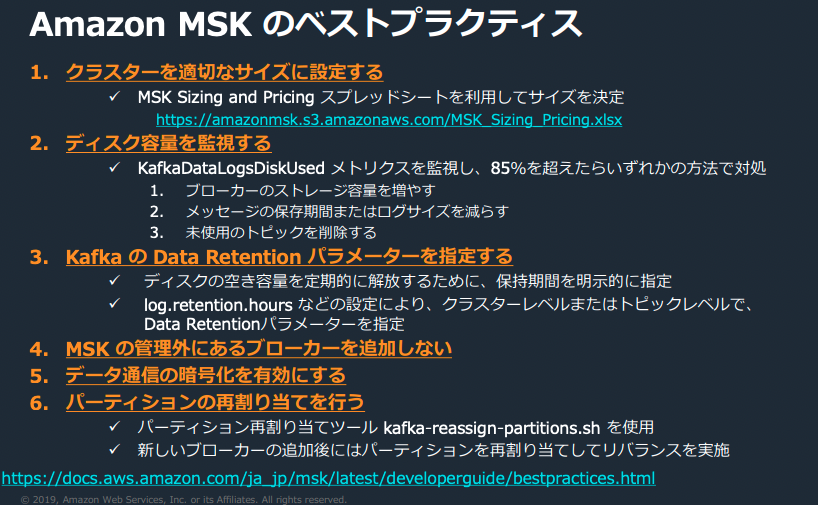 Amazon MSK のベストプラクティス
1. クラスターを適切なサイズに設定する
✓ MSK Sizing and Pricing スプレッドシートを利用してサイズを決定
https://amazonmsk.s3.amazonaws.com/MSK_Sizing_Pricing.xlsx
2. ディスク容量を監視する
✓ KafkaDataLogsDiskUsed メトリクスを監視し、85%を超えたらいずれかの方法で対処
1. ブローカーのストレージ容量を増やす
2. メッセージの保存期間またはログサイズを減らす
3. 未使用のトピックを削除する
3. Kafka の Data Retention パラメーターを指定する
✓ ディスクの空き容量を定期的に解放するために、保持期間を明示的に指定
✓ log.retention.hours などの設定により、クラスターレベルまたはトピックレベルで、
Data Retentionパラメーターを指定
4. MSK の管理外にあるブローカーを追加しない
5. データ通信の暗号化を有効にする
6. パーティションの再割り当てを行う
✓ パーティション再割り当てツール kafka-reassign-partitions.sh を使用
✓ 新しいブローカーの追加後にはパーティションを再割り当てしてリバランスを実施
https://docs.aws.amazon.com/ja_jp/msk/latest/developerguide/bestpractices.html
© 2019, Amazon Web Services, Inc. or its Affiliates. All rights reserved.